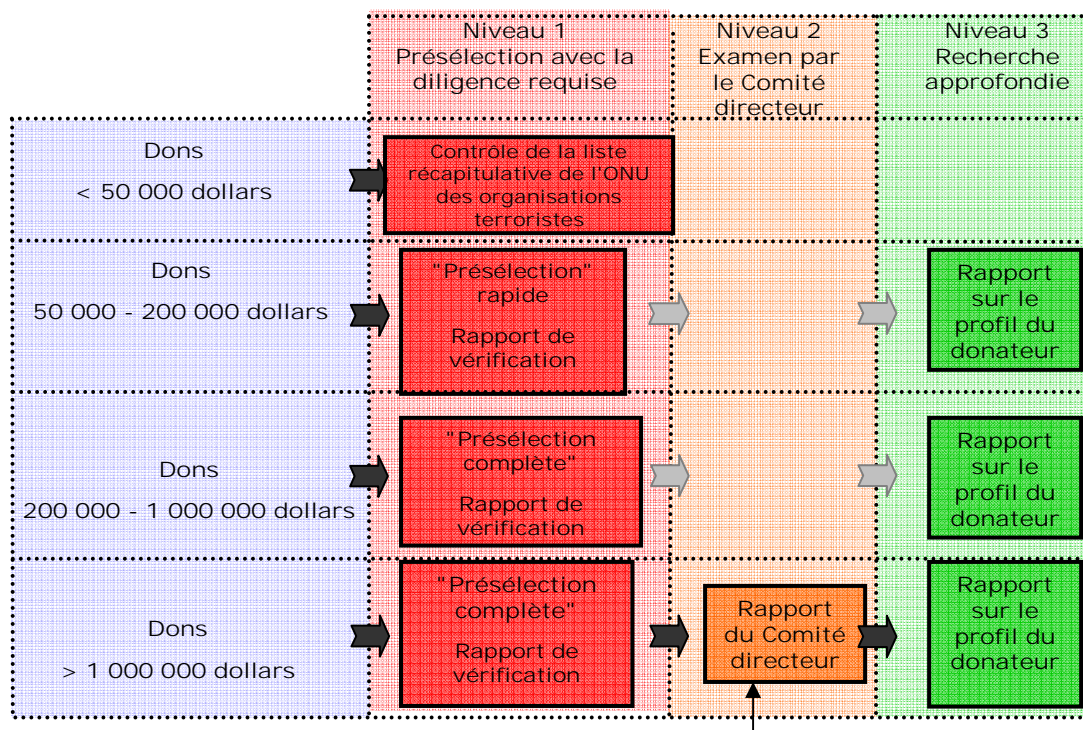 Niveau 1
Présélection avec la
diligence requise
Niveau 2
Examen par
le Comité
directeur
Niveau 3
Recherche
approfondie
Dons
< 50 000 dollars
Contrôle de la liste
récapitulative de l'ONU
des organisations
terroristes
Dons
50 000 - 200 000 dollars
"Présélection"
rapide
Rapport de
vérification
Rapport
sur le
profil du
donateur
Dons
200 000 - 1 000 000 dollars
"Présélection
complète"
Rapport de
vérification
Rapport
sur le
profil du
donateur
Dons
> 1 000 000 dollars
"Présélection
complète"
Rapport de
vérification
Rapport
du Comité
directeur
Rapport
sur le
profil du
donateur